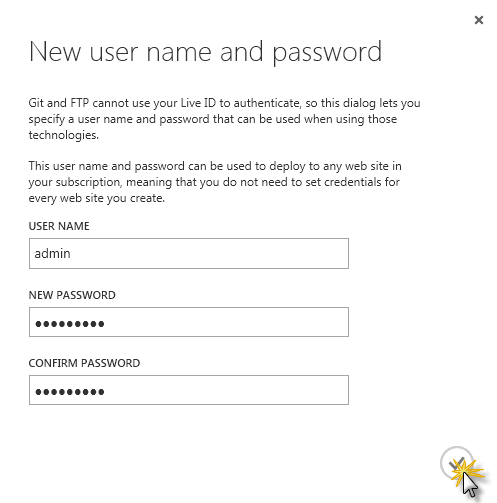 New user name and password
Git and FTP cannot use your Live ID to authenticate, so this dialog lets you
specify a user name and password that can be used when using those
technologies.
This user name and password can be used to deploy to any web site in
your subscription, meaning that you do not need to set credentials for
every web site you create.
USER NAME
admin
NEW PASSWORD
●●●●●●●●●
CONFIRM PASSWORD
●●●●●●●●●